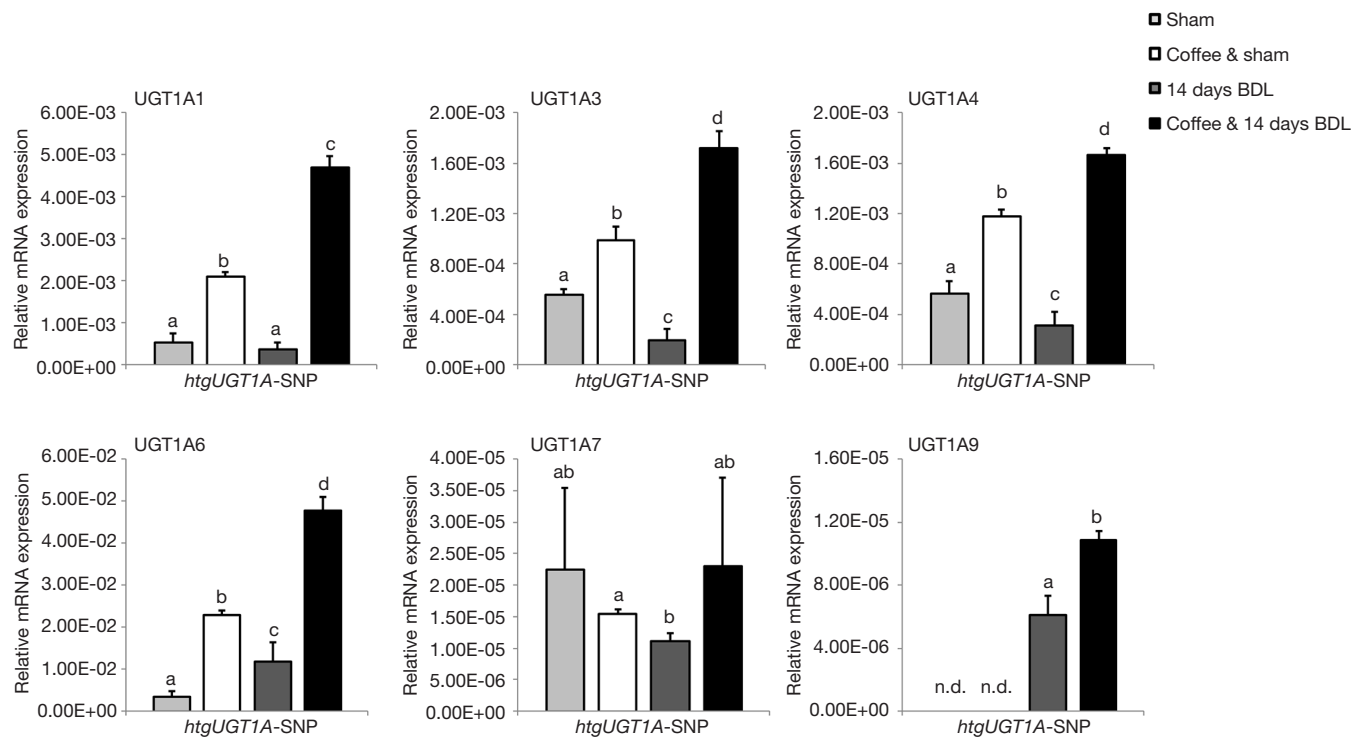 Sham
Coffee & sham
14 days BDL
Coffee & 14 days BDL
UGT1A1
Relative mRNA expression
6.00E-03
5.00E-03
4.00E-03
3.00E-03
2.00E-03
1.00E-03
0.00E+00
a
b
a
c
htgUGT1A-SNP
UGT1A3
Relative mRNA expression
2.00E-03
1.60E-03
1.20E-03
8.00E-04
4.00E-04
0.00E+00
a
b
c
d
htgUGT1A-SNP
UGT1A4
Relative mRNA expression
2.00E-03
1.60E-03
1.20E-03
8.00E-04
4.00E-04
0.00E+00
a
b
c
d
htgUGT1A-SNP
UGT1A6
Relative mRNA expression
6.00E-02
5.00E-02
4.00E-02
3.00E-02
2.00E-02
1.00E-02
0.00E+00
a
b
c
d
htgUGT1A-SNP
UGT1A7
Relative mRNA expression
4.00E-05
3.50E-05
3.00E-05
2.50E-05
2.00E-05
1.50E-05
1.00E-05
5.00E-06
0.00E+00
ab
a
b
ab
htgUGT1A-SNP
UGT1A9
Relative mRNA expression
1.60E-05
1.20E-05
8.00E-06
4.00E-06
0.00E+00
n.d.
n.d.
a
b
htgUGT1A-SNP